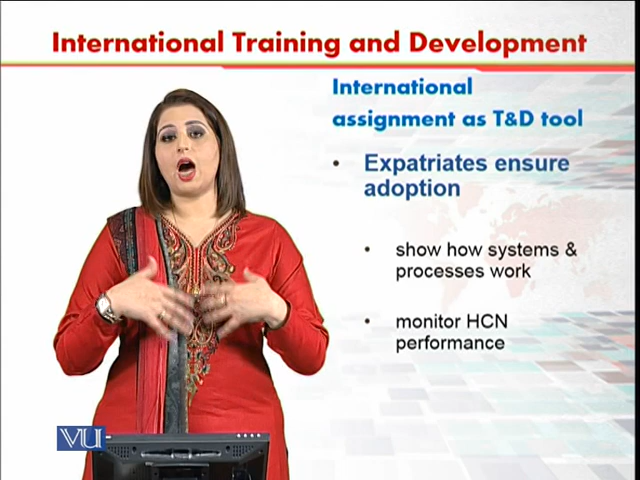 International Training and Development
International
assignment as T&D tool
• Expatriates ensure
adoption
• show how systems &
processes work
• monitor HCN
performance
VU